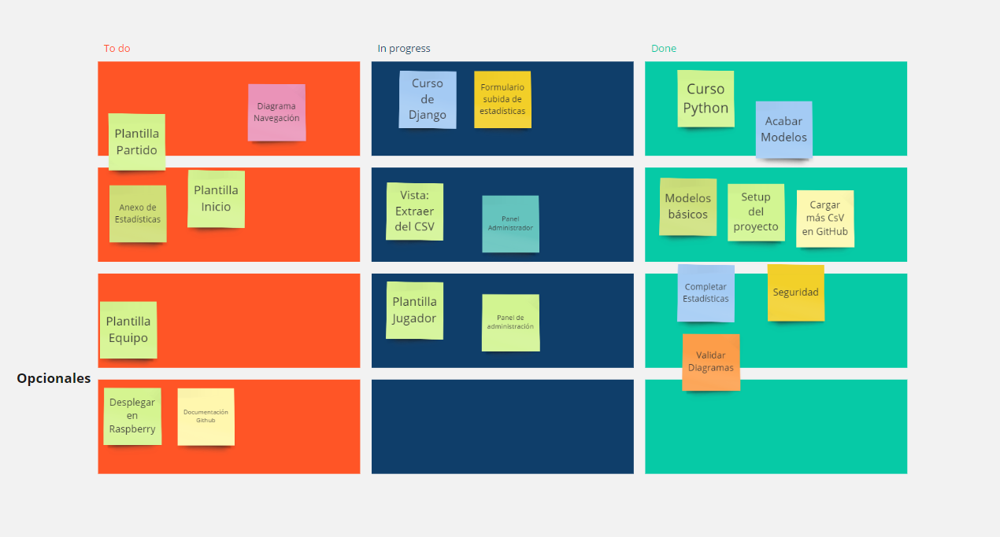 To do
In progress
Done
Diagrama
Navegación
Plantilla
Partido
Curso
de
Django
Formulario
subida de
estadísticas
Curso
Python
Acabar
Modelos
Anexo de
Estadísticas
Plantilla
Inicio
Vista:
Extraer
del CSV
Panel
Administrador
Modelos
básicos
Setup
del
proyecto
Cargar
más CsV
en GitHub
Plantilla
Equipo
Plantilla
Jugador
Panel de
administración
Completar
Estadísticas
Seguridad
Validar
Diagramas
Opcionales
Desplegar
en
Raspberry
Documentación
Github